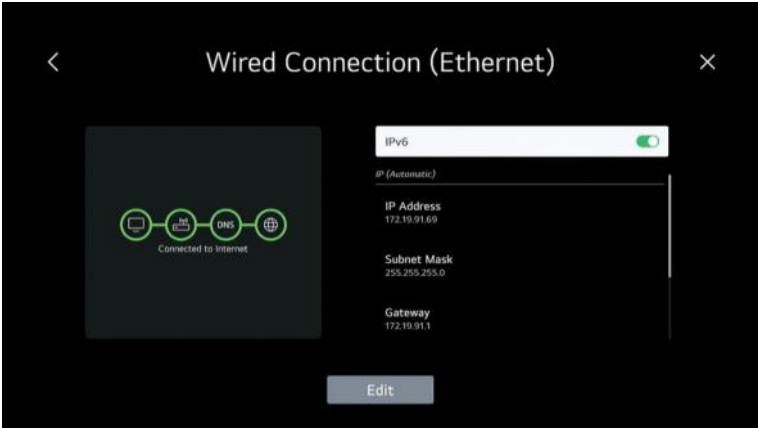 Wired Connection (Ethernet)
IPv6
IP (Automatic)
IP Address
172.19.91.69
DNS
Connected to Internet
Subnet Mask
255.255.255.0
Gateway
172.19.91.1
Edit